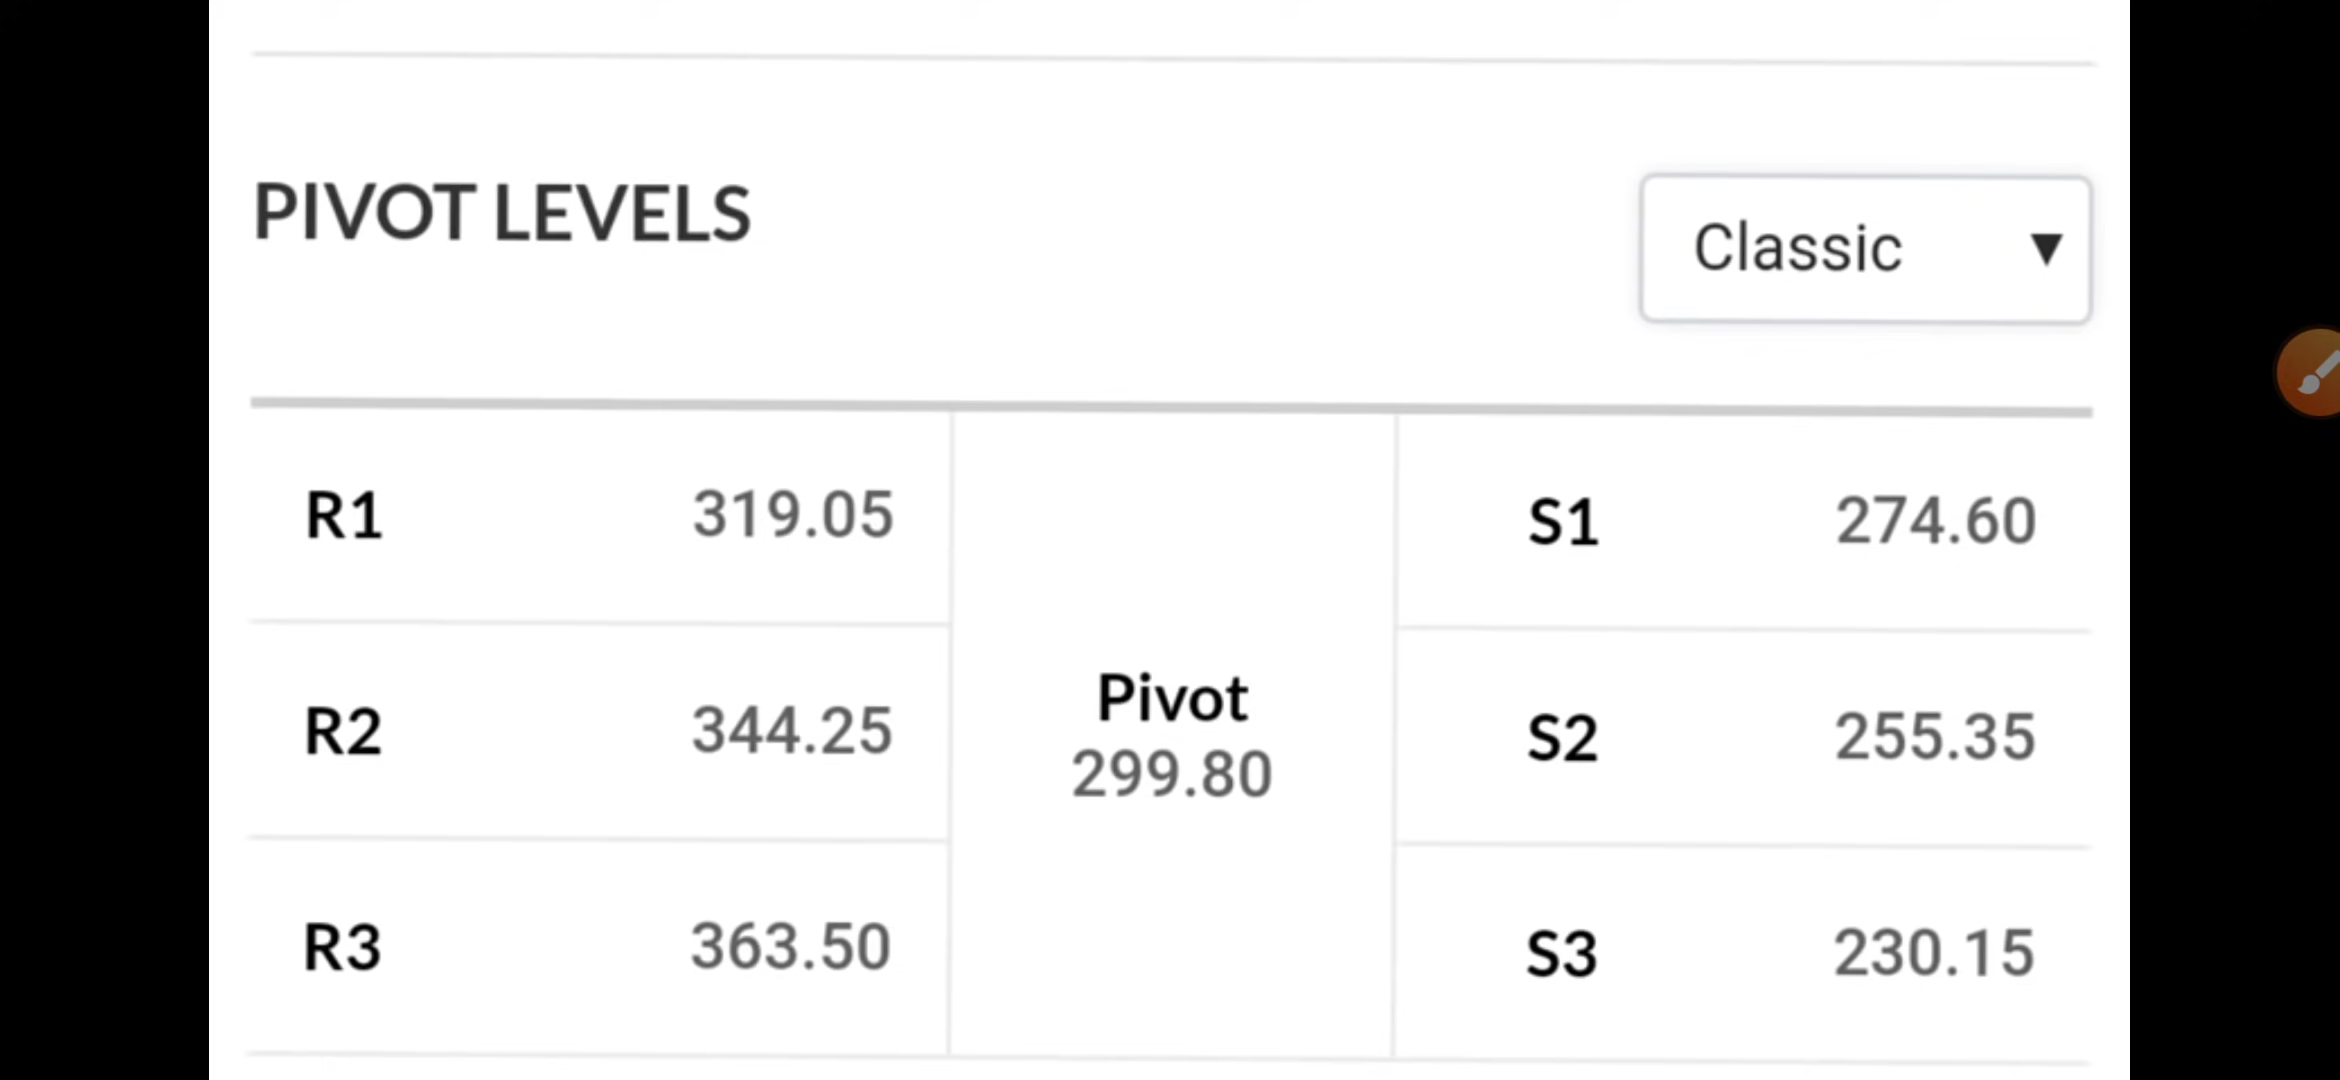 PIVOT LEVELS
Classic ▼
R1 319.05
S1 274.60
R2 344.25
Pivot
299.80
S2 255.35
R3 363.50
S3 230.15